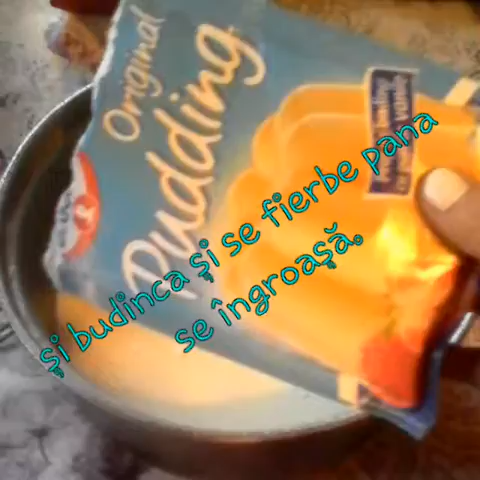 Original
Pudding
și budinca și se fierbe pana
se îngroașă.